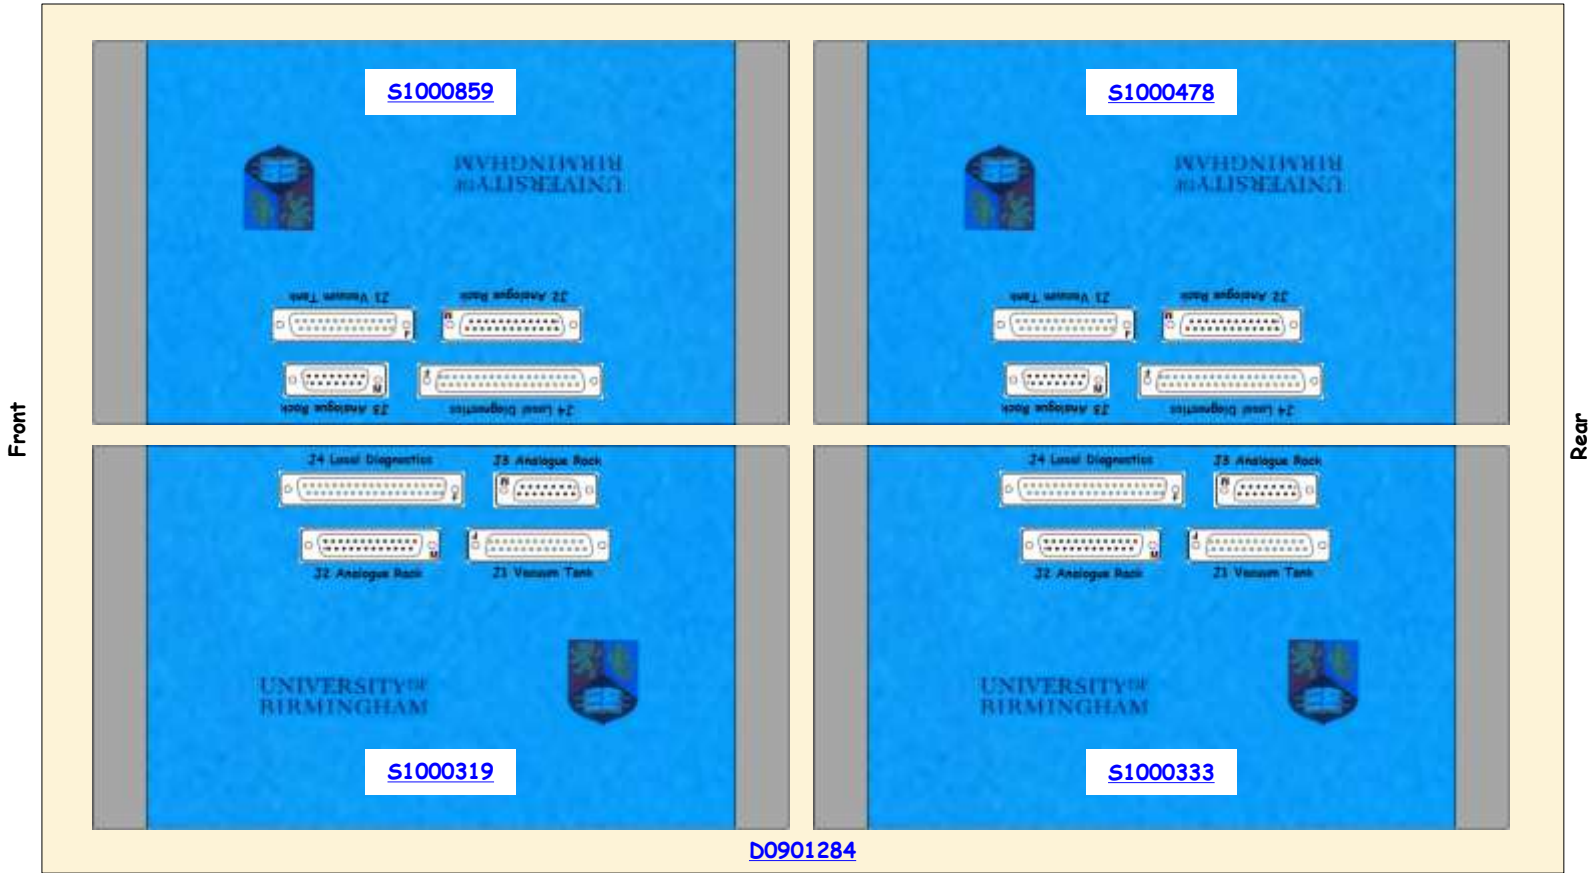 S1000859
S1000478
UNIVERSITY OF
BIRMINGHAM
UNIVERSITY OF
BIRMINGHAM
J1 Vacuum Tank
J2 Analogue Rack
J1 Vacuum Tank
J2 Analogue Rack
F
M
F
M
M
F
M
F
J3 Analogue Rack
J4 Local Diagnostics
J3 Analogue Rack
J4 Local Diagnostics
Front
Rear
J4 Local Diagnostics
J3 Analogue Rack
J4 Local Diagnostics
J3 Analogue Rack
F
M
F
M
M
F
M
F
J2 Analogue Rack
J1 Vacuum Tank
J2 Analogue Rack
J1 Vacuum Tank
UNIVERSITY OF
BIRMINGHAM
UNIVERSITY OF
BIRMINGHAM
S1000319
S1000333
D0901284